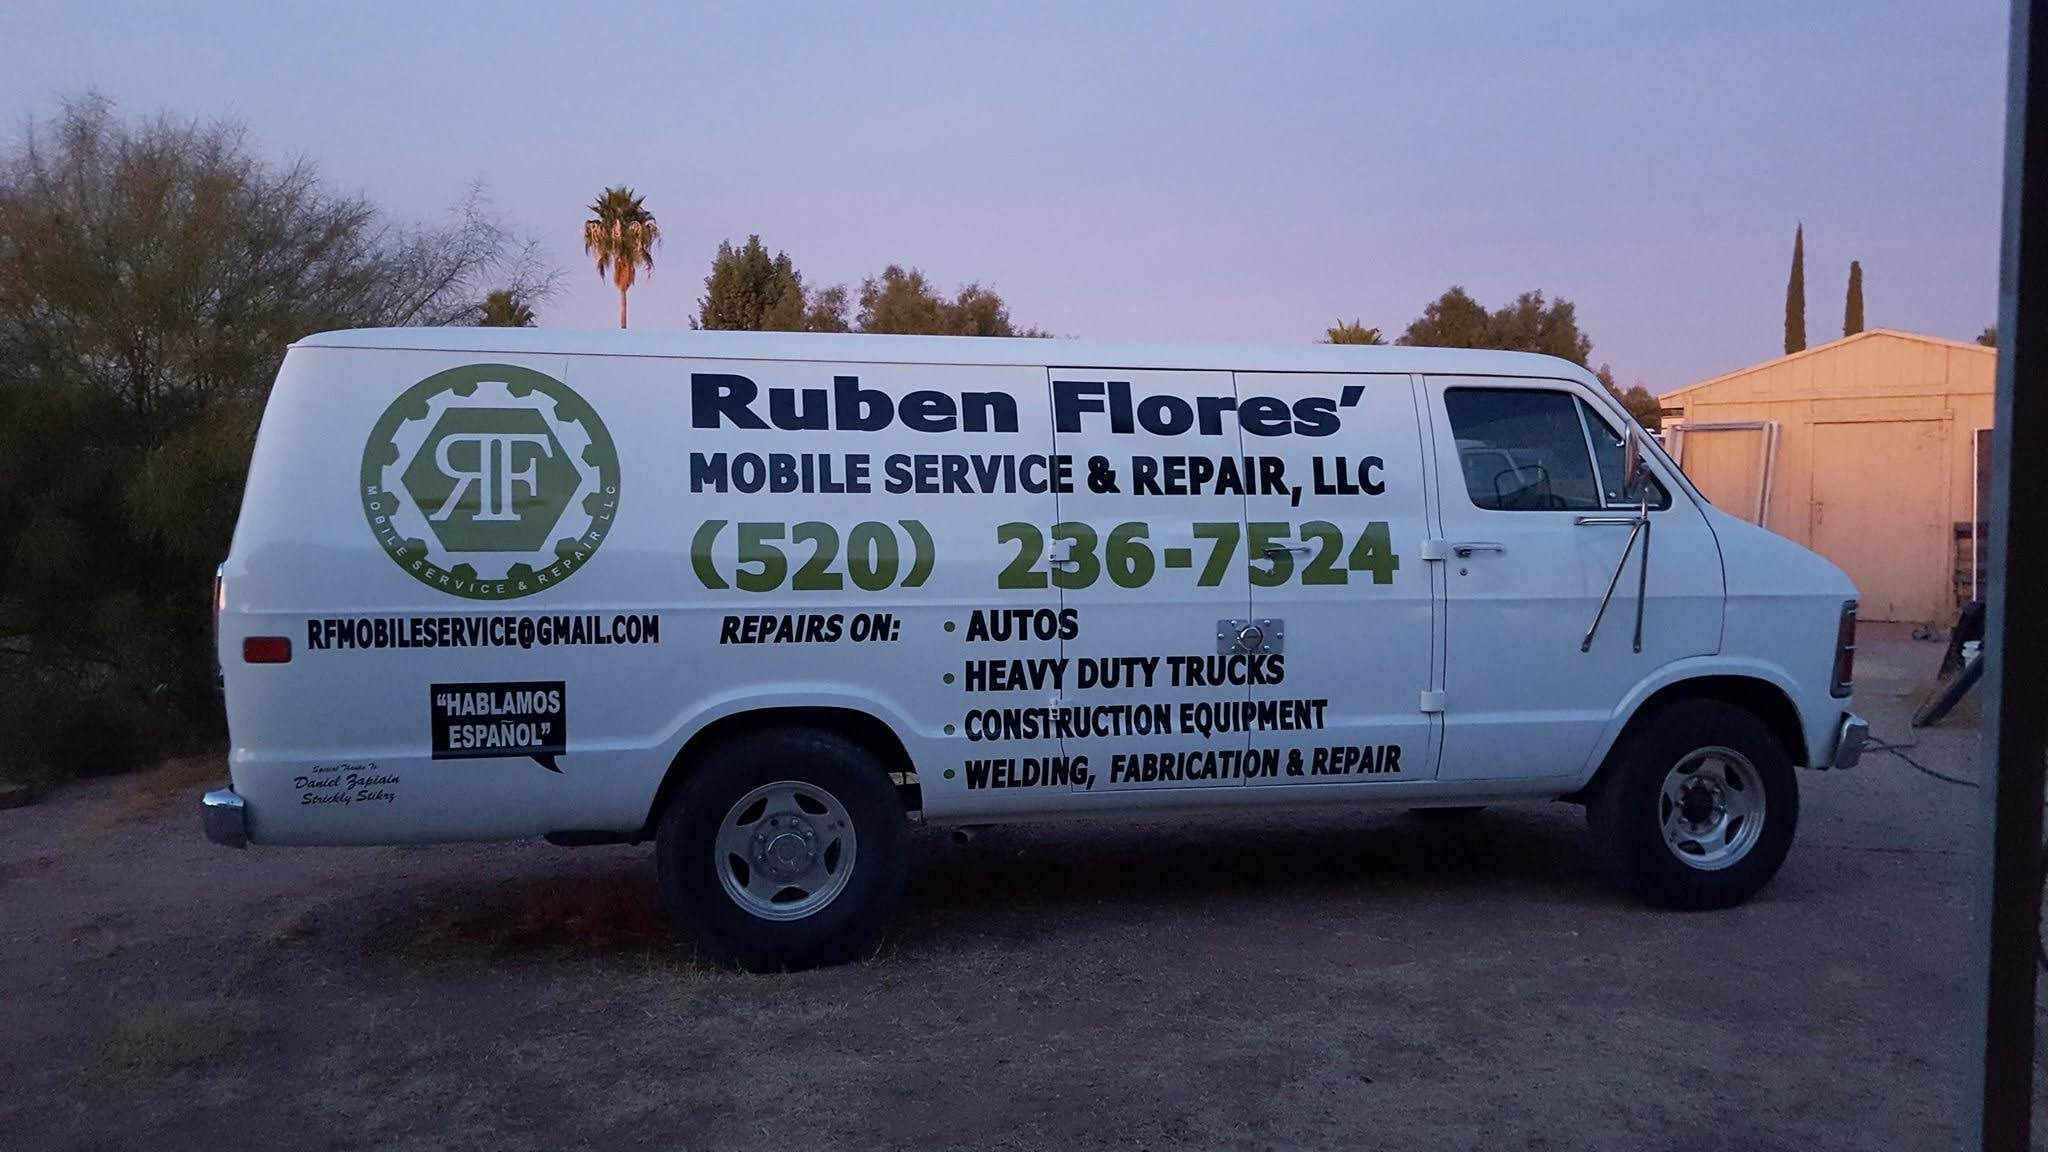 Ruben Flores'
MOBILE SERVICE & REPAIR, LLC
(520) 236-7524
RF
MOBILE SERVICE & REPAIR LLC
RFMOBILESERVICE@GMAIL.COM
REPAIRS ON:
• AUTOS
• HEAVY DUTY TRUCKS
• CONSTRUCTION EQUIPMENT
• WELDING, FABRICATION & REPAIR
"HABLAMOS
ESPAÑOL"
Special Thanks To
Daniel Zapiain
Strickly Stikrz